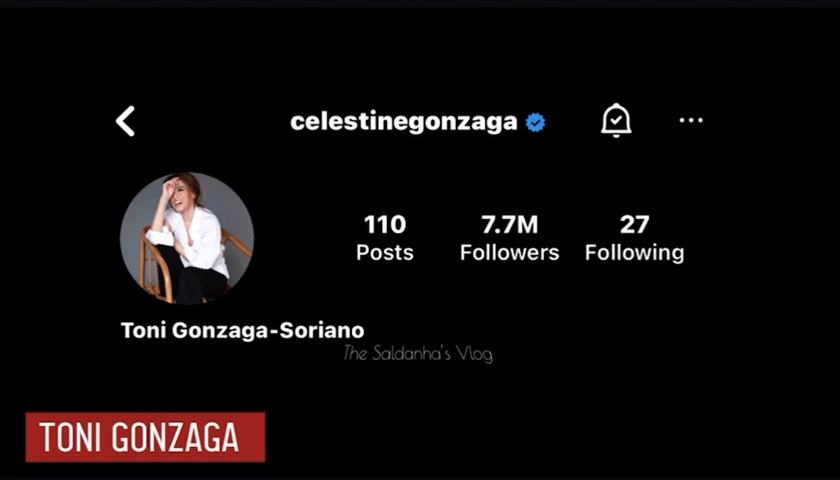 celestinegonzaga
110 7.7M 27
Posts Followers Following
Toni Gonzaga-Soriano
The Saldanha's Vlog
TONI GONZAGA